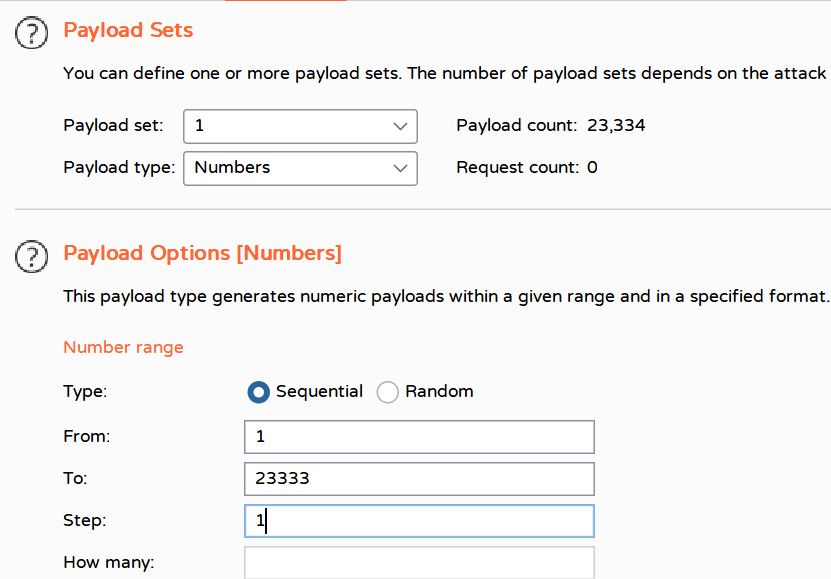 Payload Sets
You can define one or more payload sets. The number of payload sets depends on the attack
Payload set: 1 Payload count: 23,334
Payload type: Numbers Request count: 0
Payload Options [Numbers]
This payload type generates numeric payloads within a given range and in a specified format.
Number range
Type: Sequential Random
From: 1
To: 23333
Step: 1
How many: